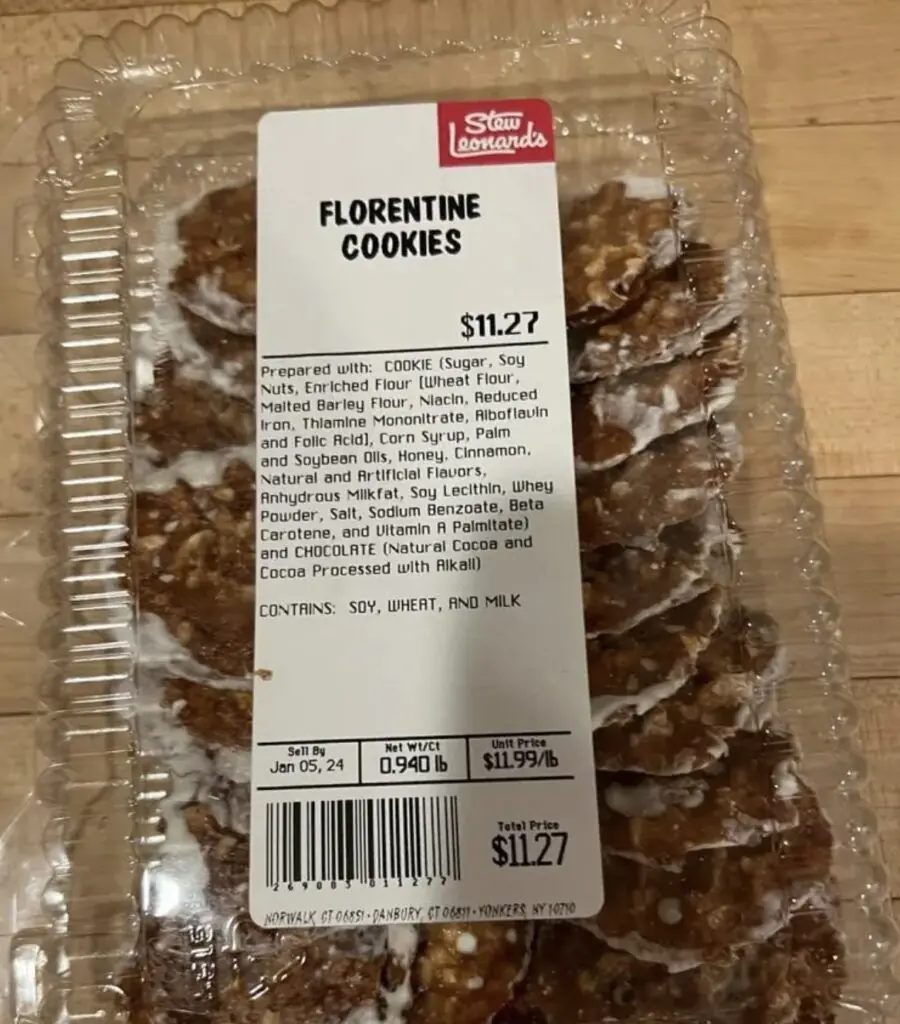 Stew
Leonard's
FLORENTINE
COOKIES
$11.27
Prepared with: COOKIE (Sugar, Soy
Nuts, Enriched Flour [Wheat Flour,
Malted Barley Flour, Niacin, Reduced
Iron, Thiamine Mononitrate, Riboflavin
and Folic Acid], Corn Syrup, Palm
and Soybean Oils, Honey, Cinnamon,
Natural and Artificial Flavors,
Anhydrous Milkfat, Soy Lecithin, Whey
Powder, Salt, Sodium Benzoate, Beta
Carotene, and Vitamin A Palmitate)
and CHOCOLATE (Natural Cocoa and
Cocoa Processed with Alkali)
CONTAINS: SOY, WHEAT, AND MILK
Sell By Net Wt/Ct Unit Price
Jan 05, 24 0.940 lb $11.99/lb
Total Price
$11.27
2 69003 01127 7
NORWALK, CT 06851 • DANBURY, CT 06811 • YONKERS, NY 10710